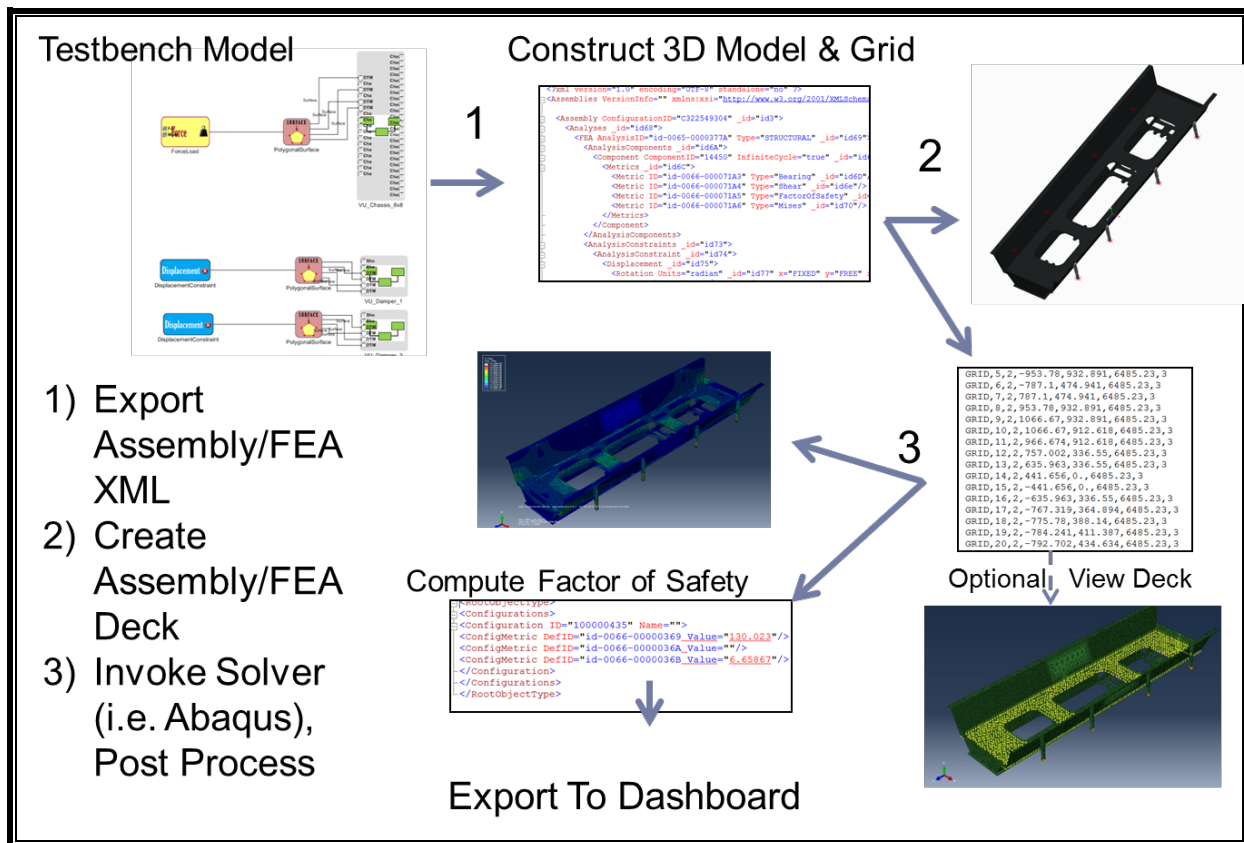 Testbench Model
Construct 3D Model & Grid
Force
ForceLoad
SURFACE
PolygonalSurface
VU_Chassis_8x8
Displacement
DisplacementConstraint
SURFACE
PolygonalSurface
VU_Damper_1
Displacement
DisplacementConstraint
SURFACE
PolygonalSurface
1
<?xml version="1.0" encoding="UTF-8" standalone="no" ?>
<Assemblies VersionInfo="" xmlns:xsi="http://www.w3.org/2001/XMLSchema
<Assembly ConfigurationID="C322549304" _id="id3">
<Analyses _id="id68">
<FEA AnalysisID="id-0065-0000377A" Type="STRUCTURAL" _id="id69">
<AnalysisComponents _id="id6A">
<Component ComponentID="14450" InfiniteCycle="true" _id="id6
<Metrics _id="id6C">
<Metric ID="id-0066-000071A3" Type="Bearing" _id="id6D"/
<Metric ID="id-0066-000071A4" Type="Shear" _id="id6e"/>
<Metric ID="id-0066-000071A5" Type="FactorOfSafety" _id=
<Metric ID="id-0066-000071A6" Type="Mises" _id="id70"/>
</Metrics>
</Component>
</AnalysisComponents>
<AnalysisConstraints _id="id73">
<AnalysisConstraint _id="id74">
<Displacement _id="id75">
<Rotation Units="radian" _id="id77" x="FIXED" y="FREE"
2
1) Export
Assembly/FEA
XML
2) Create
Assembly/FEA
Deck
3) Invoke Solver
(i.e. Abaqus),
Post Process
3
GRID,5,2,-953.78,932.891,6485.23,3
GRID,6,2,-787.1,474.941,6485.23,3
GRID,7,2,787.1,474.941,6485.23,3
GRID,8,2,953.78,932.891,6485.23,3
GRID,9,2,1066.67,932.891,6485.23,3
GRID,10,2,1066.67,912.618,6485.23,3
GRID,11,2,966.674,912.618,6485.23,3
GRID,12,2,757.002,336.55,6485.23,3
GRID,13,2,635.963,336.55,6485.23,3
GRID,14,2,441.656,0.,6485.23,3
GRID,15,2,-441.656,0.,6485.23,3
GRID,16,2,-635.963,336.55,6485.23,3
GRID,17,2,-767.319,364.894,6485.23,3
GRID,18,2,-775.78,388.14,6485.23,3
GRID,19,2,-784.241,411.387,6485.23,3
GRID,20,2,-792.702,434.634,6485.23,3
Optional View Deck
Compute Factor of Safety
<RootObjectType>
<Configurations>
<Configuration ID="100000435" Name="">
<ConfigMetric DefID="id-0066-00000369_Value="130.023"/>
<ConfigMetric DefID="id-0066-0000036A_Value=""/>
<ConfigMetric DefID="id-0066-0000036B_Value="6.65867"/>
</Configuration>
</Configurations>
</RootObjectType>
Export To Dashboard